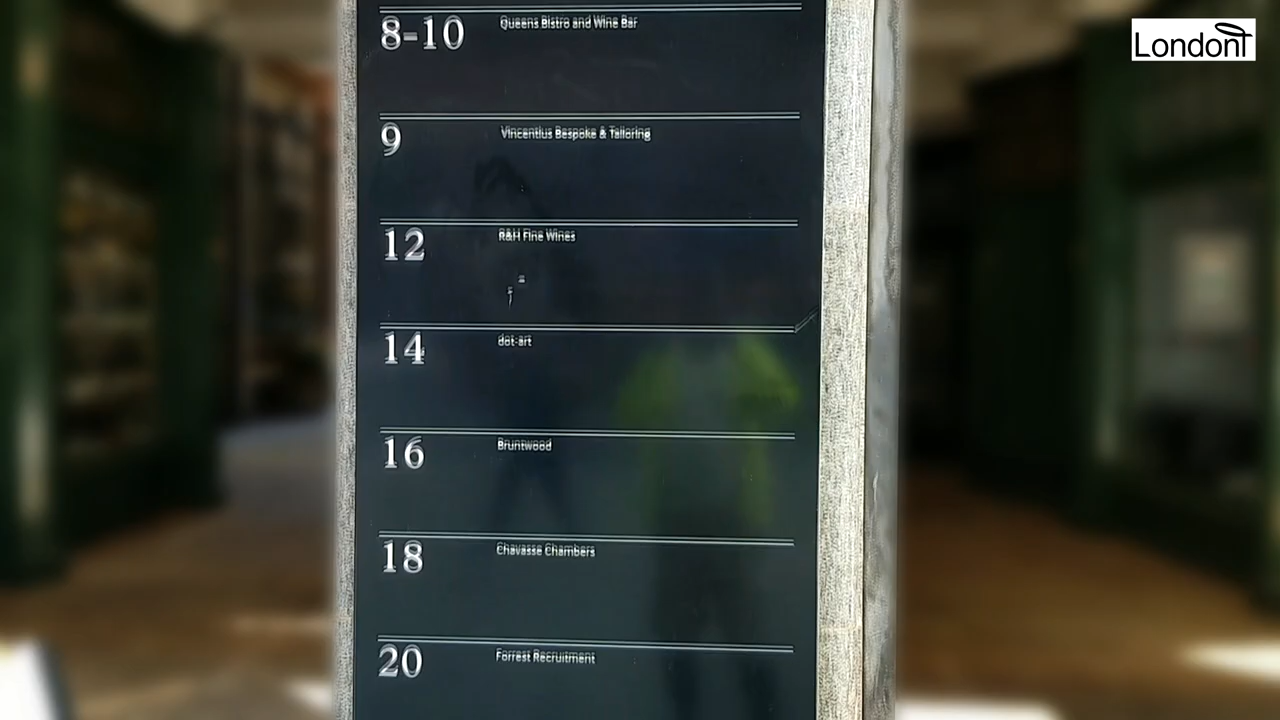 LondonT
8-10 Queens Bistro and Wine Bar
9 Vincentius Bespoke & Tailoring
12 R&H Fine Wines
14 dot-art
16 Bruntwood
18 Chavasse Chambers
20 Forrest Recruitment